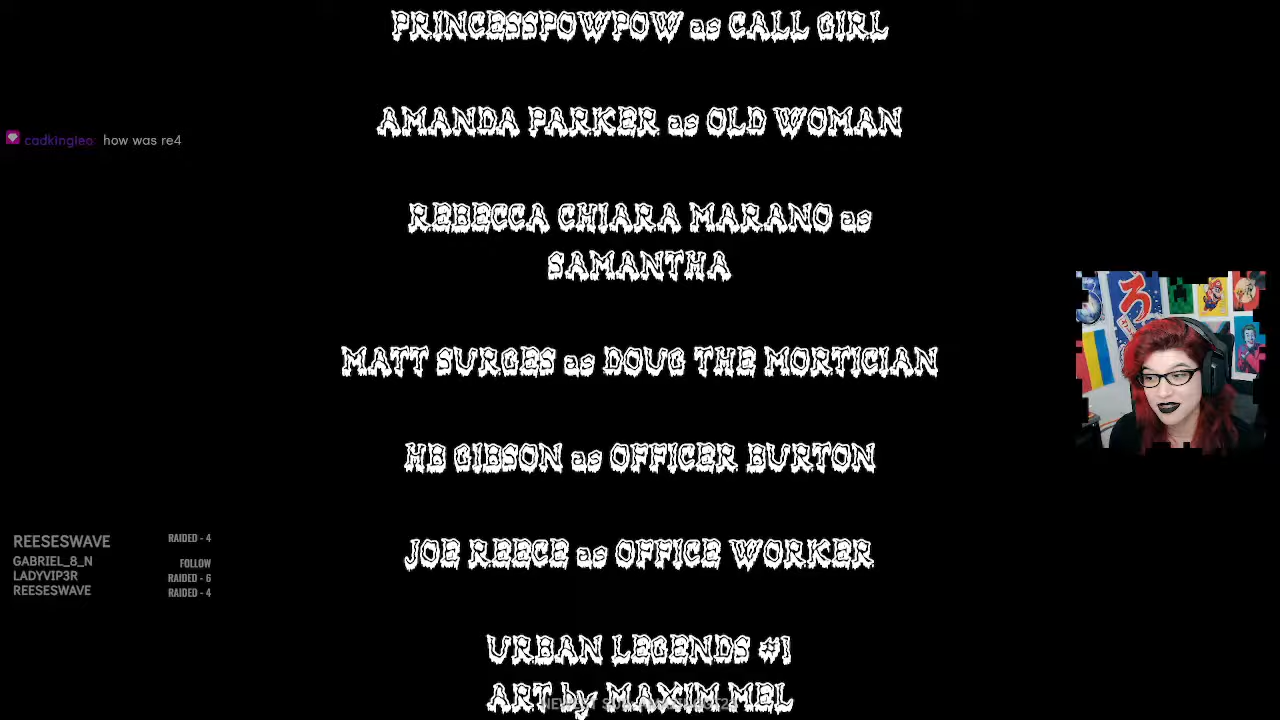 PRINCESSPOWPOW as CALL GIRL
AMANDA PARKER as OLD WOMAN
cadkingleo: how was re4
REBECCA CHIARA MARANO as
SAMANTHA
MATT SURGES as DOUG THE MORTICIAN
HB GIBSON as OFFICER BURTON
JOE REECE as OFFICE WORKER
REESESWAVE RAIDED - 4
GABRIEL_8_N FOLLOW
LADYVIP3R RAIDED - 6
REESESWAVE RAIDED - 4
URBAN LEGENDS #1
ART by MAXIM MEL